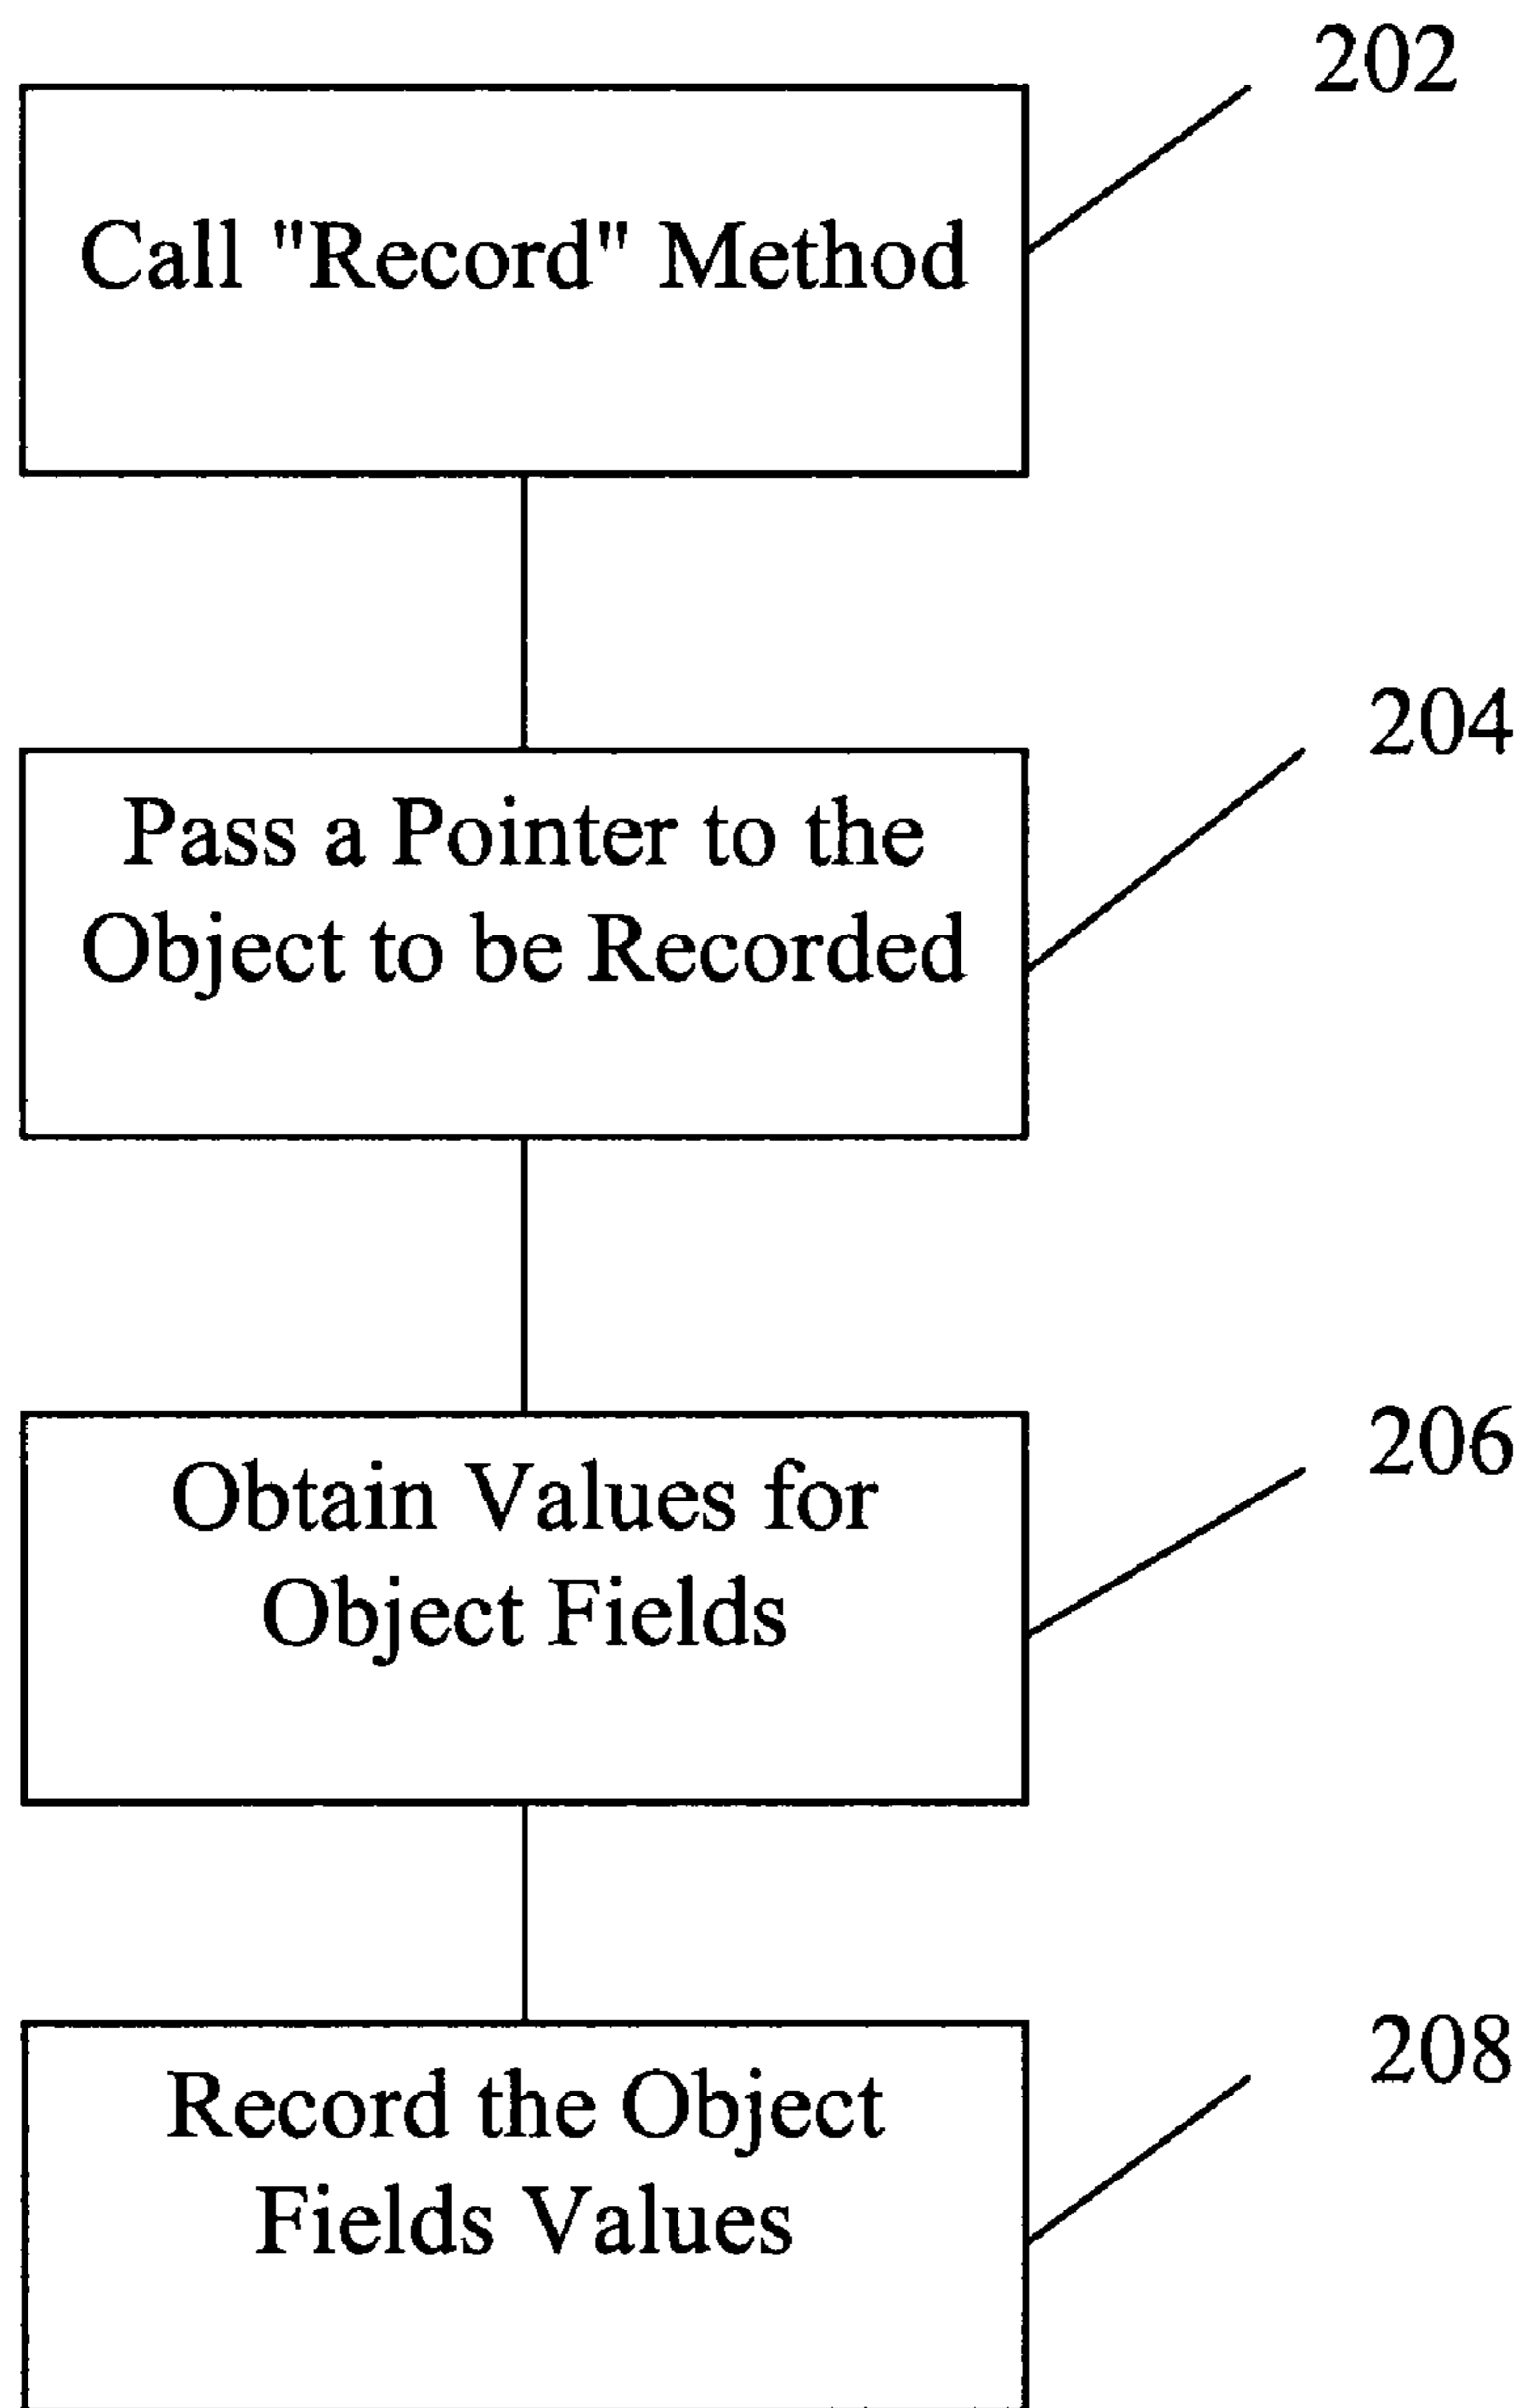 202
Call "Record" Method
204
Pass a Pointer to the
Object to be Recorded
206
Obtain Values for
Object Fields
208
Record the Object
Fields Values